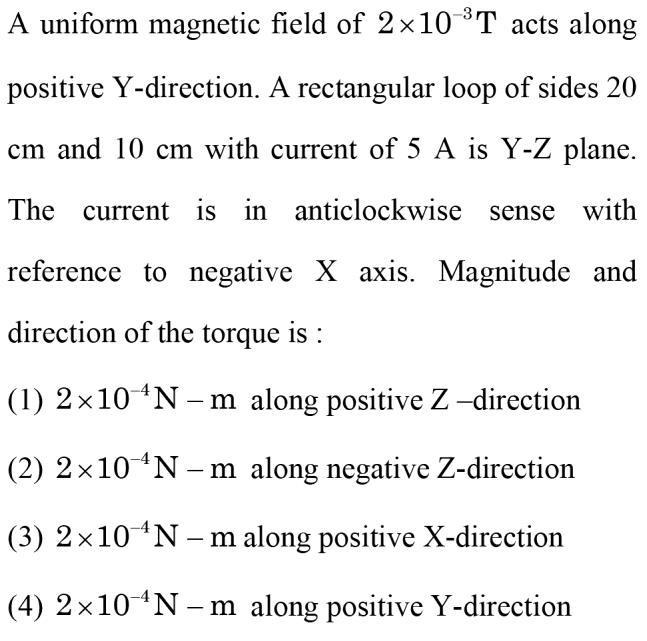 A uniform magnetic field of 2×10⁻³T acts along
positive Y-direction. A rectangular loop of sides 20
cm and 10 cm with current of 5 A is Y-Z plane.
The current is in anticlockwise sense with
reference to negative X axis. Magnitude and
direction of the torque is :
(1) 2×10⁻⁴N – m along positive Z –direction
(2) 2×10⁻⁴N – m along negative Z-direction
(3) 2×10⁻⁴N – m along positive X-direction
(4) 2×10⁻⁴N – m along positive Y-direction